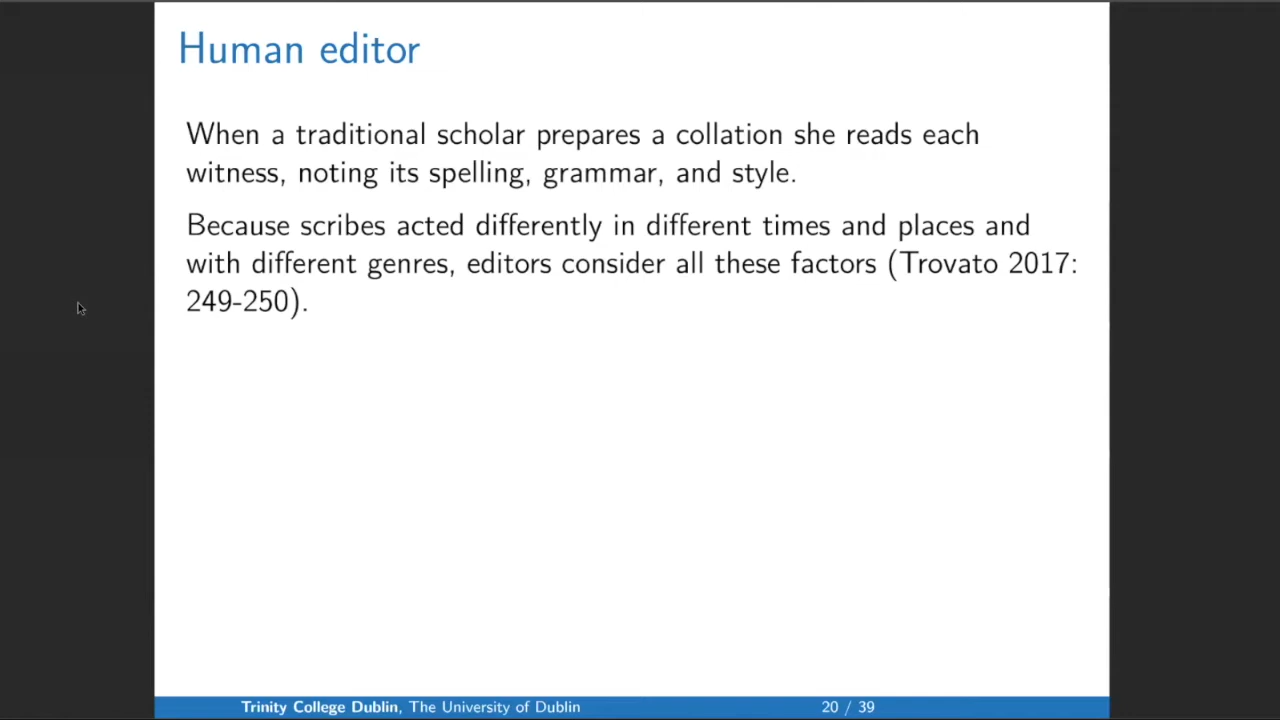 Human editor
When a traditional scholar prepares a collation she reads each
witness, noting its spelling, grammar, and style.
Because scribes acted differently in different times and places and
with different genres, editors consider all these factors (Trovato 2017:
249-250).
Trinity College Dublin, The University of Dublin
20 / 39